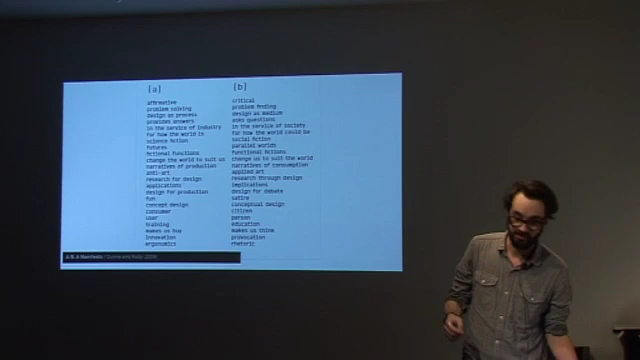 [a] [b]
affirmative critical
problem solving problem finding
design as process design as medium
provides answers asks questions
in the service of industry in the service of society
for how the world is for how the world could be
science fiction social fiction
futures parallel worlds
fictional functions functional fictions
change the world to suit us change us to suit the world
narratives of production narratives of consumption
anti-art applied art
research for design research through design
applications implications
design for production design for debate
fun satire
concept design conceptual design
consumer citizen
user person
training education
makes us buy makes us think
innovation provocation
ergonomics rhetoric
A/B, A Manifesto / Dunne and Raby (2009)